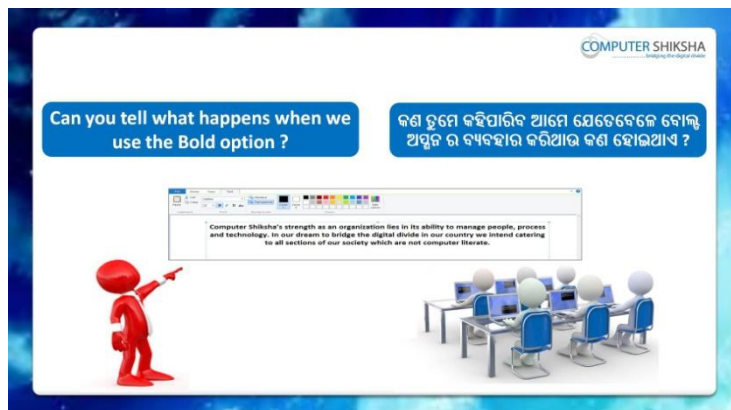 COMPUTER SHIKSHA
bridging the digital divide
Can you tell what happens when we
use the Bold option ?
କଣ ତୁମେ କହିପାରିବ ଆମେ ଯେତେବେଳେ ବୋଲ୍ଡ
ଅପ୍ସନ ର ବ୍ୟବହାର କରିଥାଉ କଣ ହୋଇଥାଏ ?
Computer Shiksha's strength as an organization lies in its ability to manage people, process
and technology. In our dream to bridge the digital divide in our country we intend catering
to all sections of our society which are not computer literate.